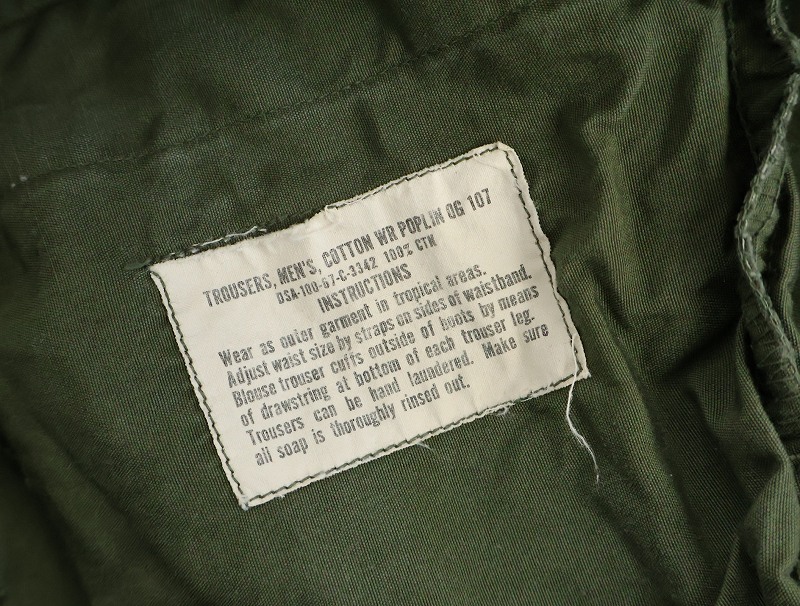 TROUSERS, MEN'S, COTTON WR POPLIN OG 107
DSA-100-67-C-3342 100% CTN
INSTRUCTIONS
Wear as outer garment in tropical areas.
Adjust waist size by straps on sides of waistband.
Blouse trouser cuffs outside of boots by means
of drawstring at bottom of each trouser leg.
Trousers can be hand laundered. Make sure
all soap is thoroughly rinsed out.